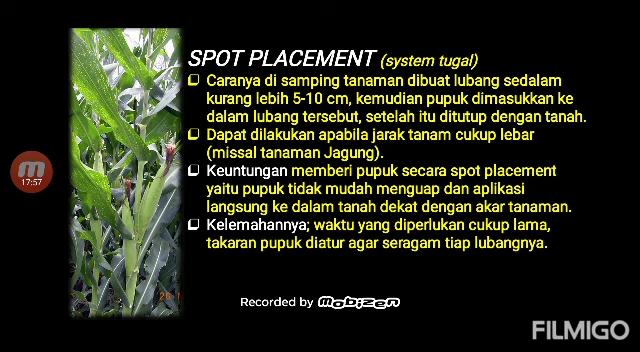 SPOT PLACEMENT (system tugal)
Caranya di samping tanaman dibuat lubang sedalam
kurang lebih 5-10 cm, kemudian pupuk dimasukkan ke
dalam lubang tersebut, setelah itu ditutup dengan tanah.
Dapat dilakukan apabila jarak tanam cukup lebar
(missal tanaman Jagung).
Keuntungan memberi pupuk secara spot placement
yaitu pupuk tidak mudah menguap dan aplikasi
langsung ke dalam tanah dekat dengan akar tanaman.
Kelemahannya; waktu yang diperlukan cukup lama,
takaran pupuk diatur agar seragam tiap lubangnya.
17:57
Recorded by mobizen
FILMIGO